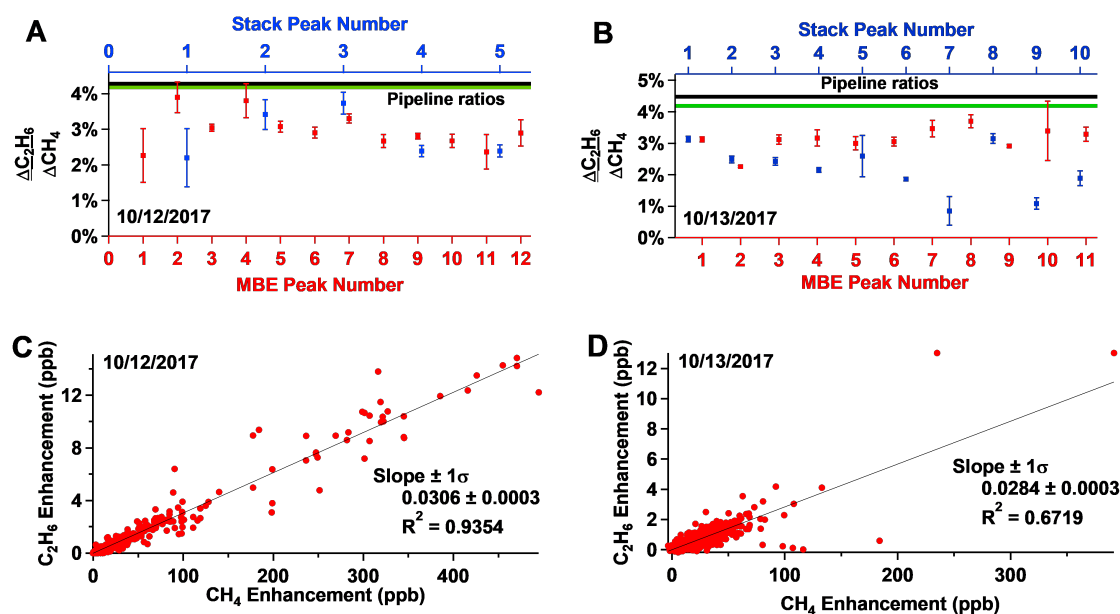 A
Stack Peak Number
0 1 2 3 4 5
4%
3%
2%
1%
0%
ΔC₂H₆
ΔCH₄
Pipeline ratios
10/12/2017
0 1 2 3 4 5 6 7 8 9 10 11 12
MBE Peak Number
B
Stack Peak Number
1 2 3 4 5 6 7 8 9 10
5%
4%
3%
2%
1%
0%
ΔC₂H₆
ΔCH₄
Pipeline ratios
10/13/2017
1 2 3 4 5 6 7 8 9 10 11
MBE Peak Number
C
10/12/2017
C₂H₆ Enhancement (ppb)
12
8
4
0
Slope ± 1σ
0.0306 ± 0.0003
R² = 0.9354
0 100 200 300 400
CH₄ Enhancement (ppb)
D
10/13/2017
C₂H₆ Enhancement (ppb)
12
10
8
6
4
2
0
Slope ± 1σ
0.0284 ± 0.0003
R² = 0.6719
0 100 200 300
CH₄ Enhancement (ppb)